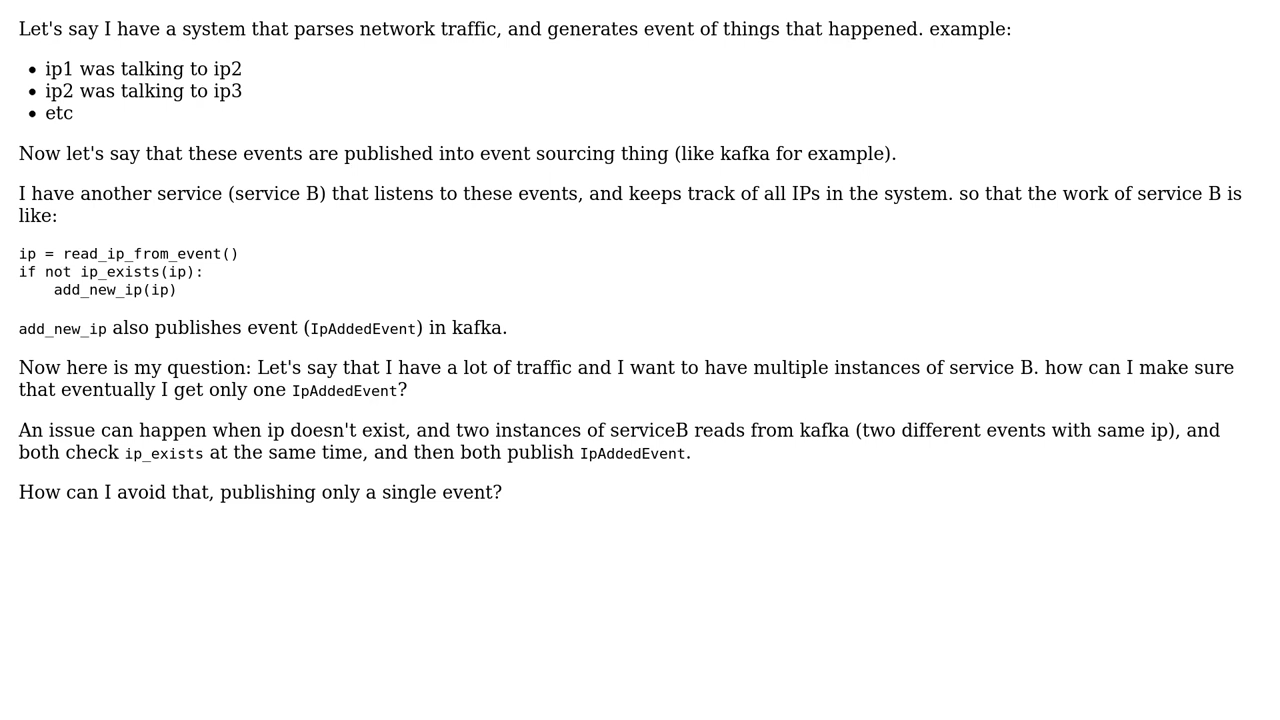 Let's say I have a system that parses network traffic, and generates event of things that happened. example:
• ip1 was talking to ip2
• ip2 was talking to ip3
• etc
Now let's say that these events are published into event sourcing thing (like kafka for example).
I have another service (service B) that listens to these events, and keeps track of all IPs in the system. so that the work of service B is
like:
ip = read_ip_from_event()
if not ip_exists(ip):
    add_new_ip(ip)
add_new_ip also publishes event (IpAddedEvent) in kafka.
Now here is my question: Let's say that I have a lot of traffic and I want to have multiple instances of service B. how can I make sure
that eventually I get only one IpAddedEvent?
An issue can happen when ip doesn't exist, and two instances of serviceB reads from kafka (two different events with same ip), and
both check ip_exists at the same time, and then both publish IpAddedEvent.
How can I avoid that, publishing only a single event?